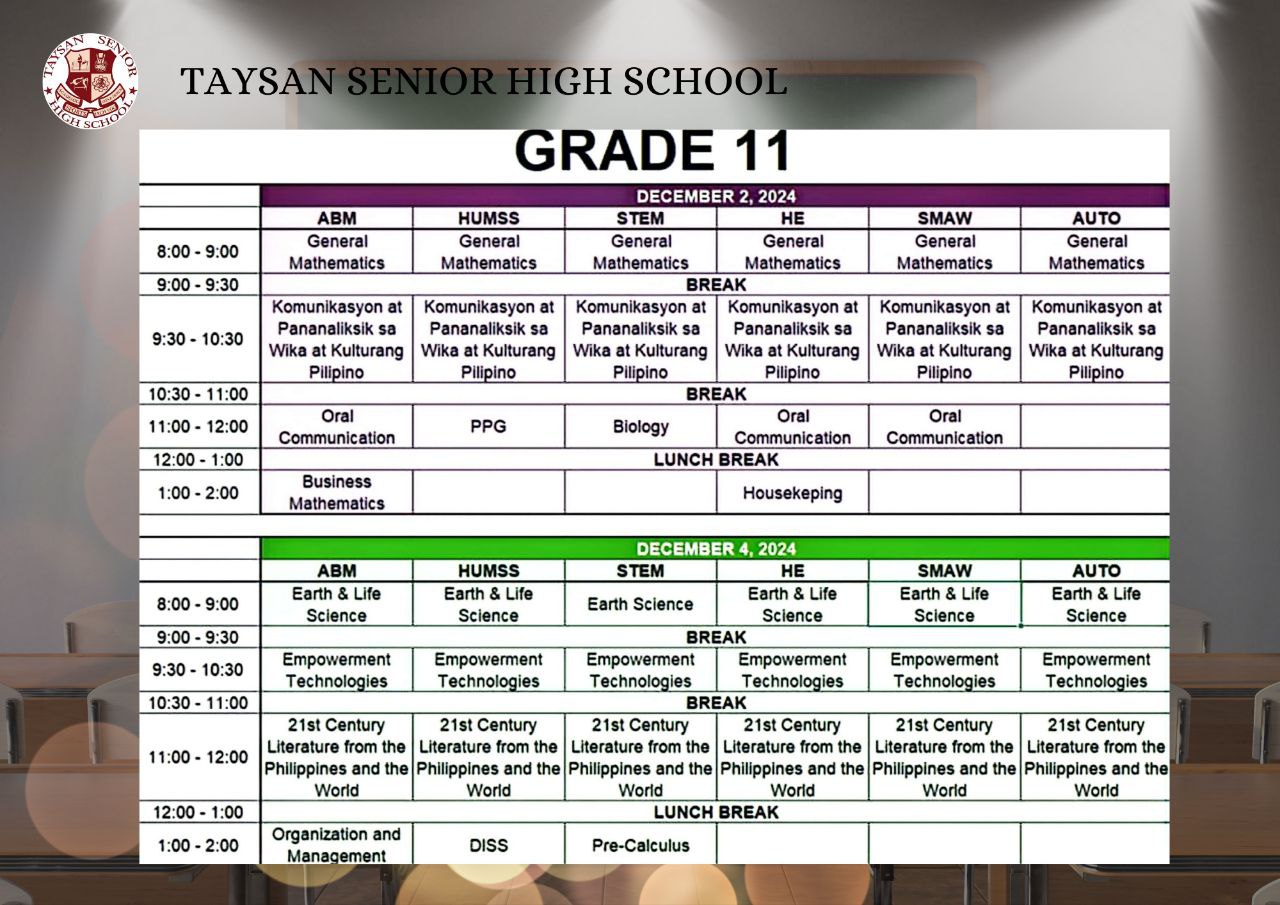 TAYSAN SENIOR
HIGH SCHOOL
TAYSAN SENIOR HIGH SCHOOL
GRADE 11
DECEMBER 2, 2024
ABM HUMSS STEM HE SMAW AUTO
8:00 - 9:00 General Mathematics General Mathematics General Mathematics General Mathematics General Mathematics General Mathematics
9:00 - 9:30 BREAK
9:30 - 10:30 Komunikasyon at Pananaliksik sa Wika at Kulturang Pilipino Komunikasyon at Pananaliksik sa Wika at Kulturang Pilipino Komunikasyon at Pananaliksik sa Wika at Kulturang Pilipino Komunikasyon at Pananaliksik sa Wika at Kulturang Pilipino Komunikasyon at Pananaliksik sa Wika at Kulturang Pilipino Komunikasyon at Pananaliksik sa Wika at Kulturang Pilipino
10:30 - 11:00 BREAK
11:00 - 12:00 Oral Communication PPG Biology Oral Communication Oral Communication
12:00 - 1:00 LUNCH BREAK
1:00 - 2:00 Business Mathematics Housekeping
DECEMBER 4, 2024
ABM HUMSS STEM HE SMAW AUTO
8:00 - 9:00 Earth & Life Science Earth & Life Science Earth Science Earth & Life Science Earth & Life Science Earth & Life Science
9:00 - 9:30 BREAK
9:30 - 10:30 Empowerment Technologies Empowerment Technologies Empowerment Technologies Empowerment Technologies Empowerment Technologies Empowerment Technologies
10:30 - 11:00 BREAK
11:00 - 12:00 21st Century Literature from the Philippines and the World 21st Century Literature from the Philippines and the World 21st Century Literature from the Philippines and the World 21st Century Literature from the Philippines and the World 21st Century Literature from the Philippines and the World 21st Century Literature from the Philippines and the World
12:00 - 1:00 LUNCH BREAK
1:00 - 2:00 Organization and Management DISS Pre-Calculus